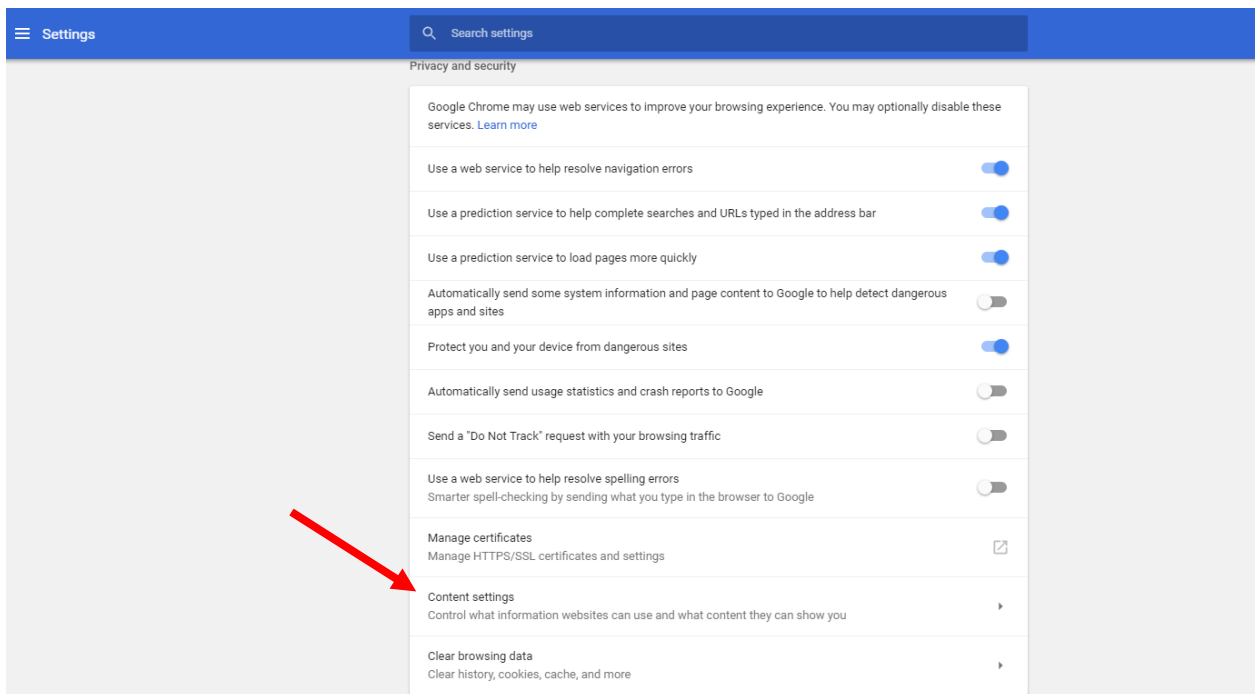 Settings
Search settings
Privacy and security
Google Chrome may use web services to improve your browsing experience. You may optionally disable these
services. Learn more
Use a web service to help resolve navigation errors
Use a prediction service to help complete searches and URLs typed in the address bar
Use a prediction service to load pages more quickly
Automatically send some system information and page content to Google to help detect dangerous
apps and sites
Protect you and your device from dangerous sites
Automatically send usage statistics and crash reports to Google
Send a "Do Not Track" request with your browsing traffic
Use a web service to help resolve spelling errors
Smarter spell-checking by sending what you type in the browser to Google
Manage certificates
Manage HTTPS/SSL certificates and settings
Content settings
Control what information websites can use and what content they can show you
Clear browsing data
Clear history, cookies, cache, and more